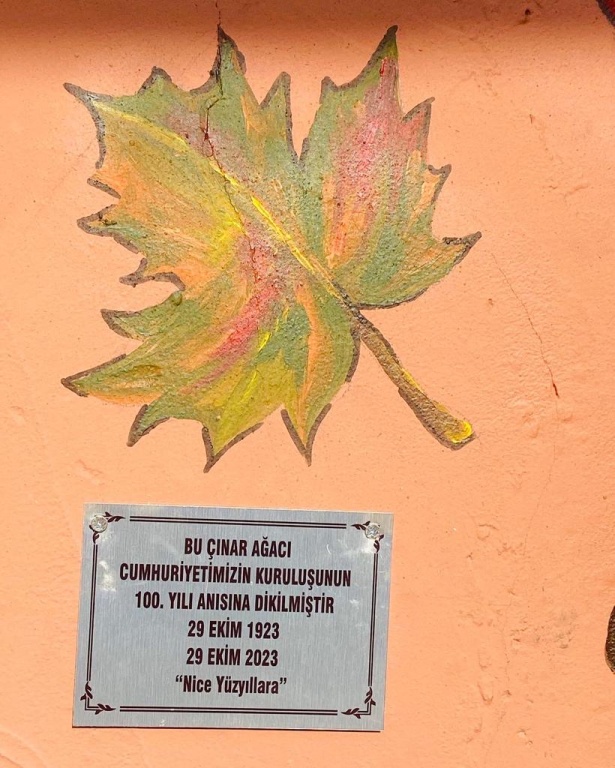 BU ÇINAR AĞACI
CUMHURİYETİMİZİN KURULUŞUNUN
100. YILI ANISINA DİKİLMİŞTİR
29 EKİM 1923
29 EKİM 2023
“Nice Yüzyıllara”